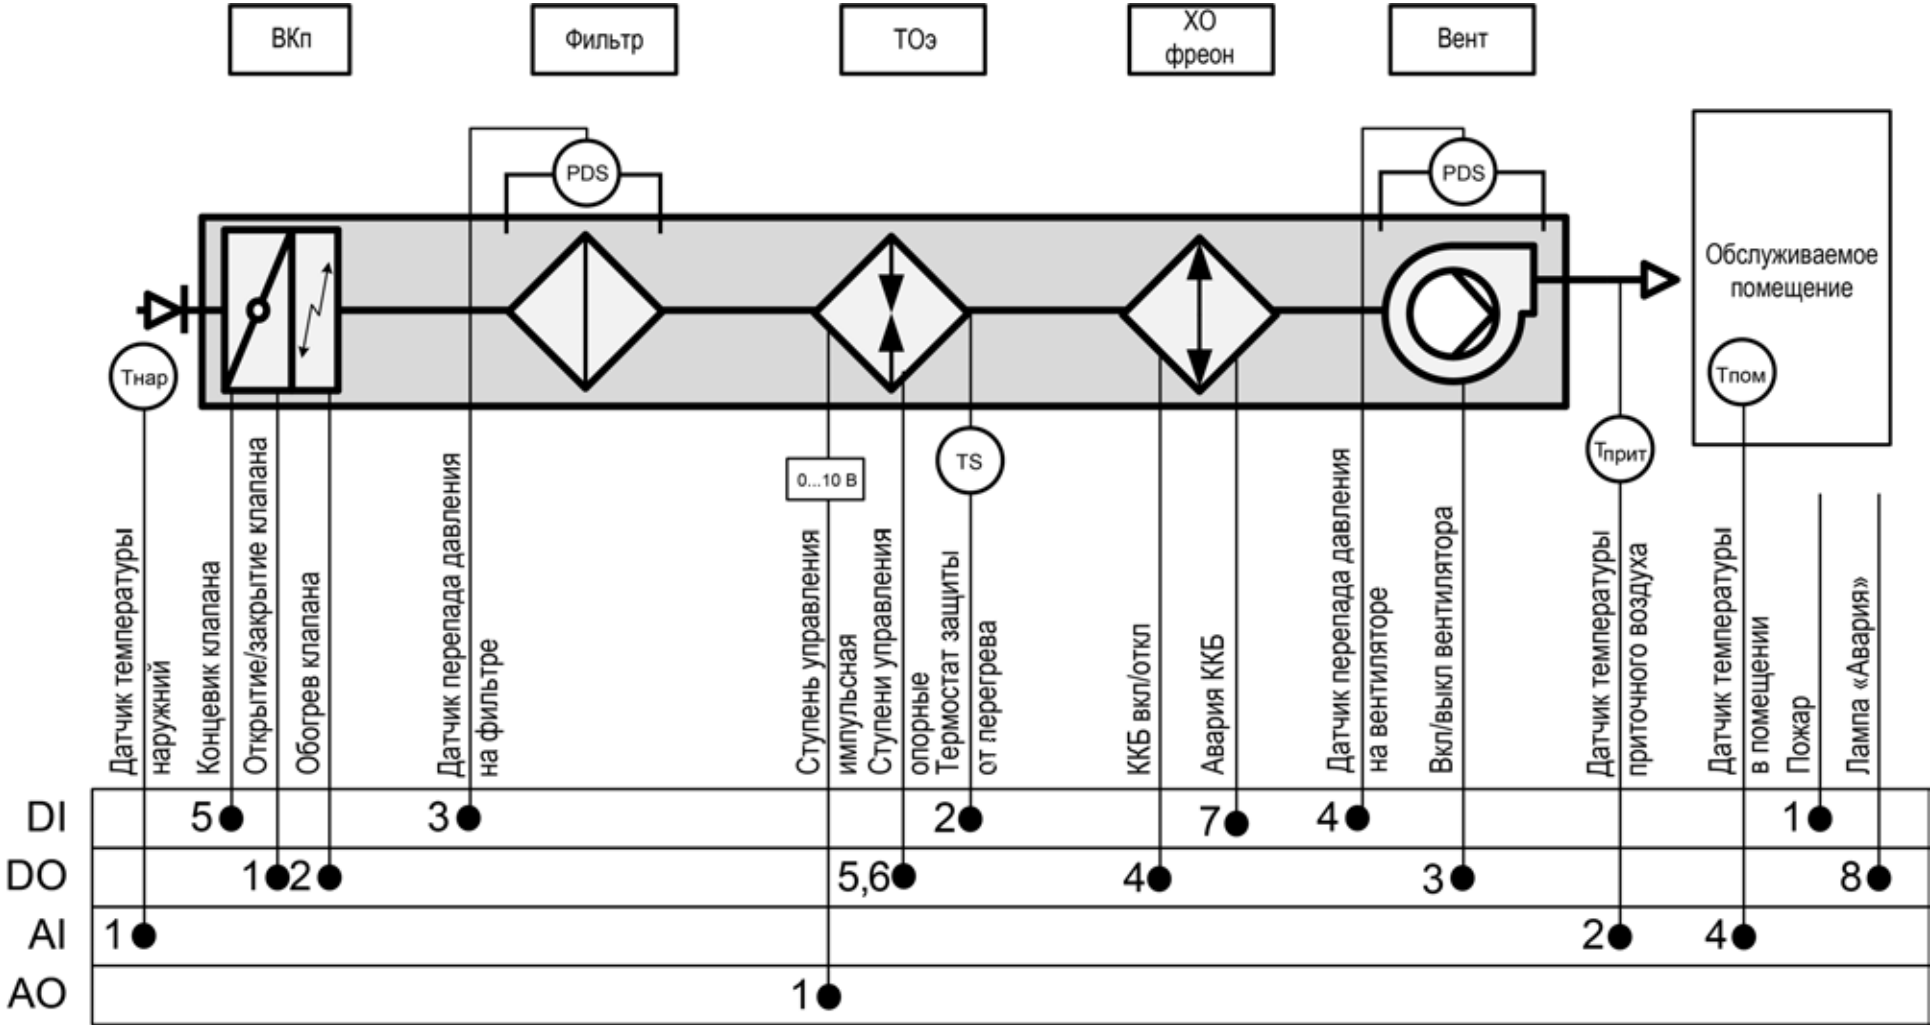 ВКп
Фильтр
ТОэ
ХО
фреон
Вент
PDS
PDS
Обслуживаемое
помещение
Тнар
Тпом
TS
Тприт
0...10 В
Датчик температуры
наружний
Концевик клапана
Открытие/закрытие клапана
Обогрев клапана
Датчик перепада давления
на фильтре
Ступень управления
импульсная
Ступени управления
опорные
Термостат защиты
от перегрева
ККБ вкл/откл
Авария ККБ
Датчик перепада давления
на вентиляторе
Вкл/выкл вентилятора
Датчик температуры
приточного воздуха
Датчик температуры
в помещении
Пожар
Лампа «Авария»
DI 5 3 2 7 4 1
DO 1 2 5,6 4 3 8
AI 1 2 4
AO 1